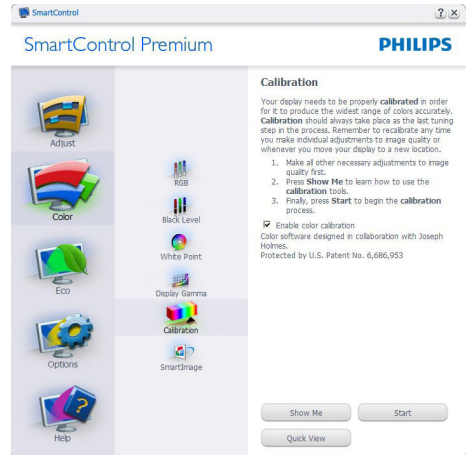 SmartControl
SmartControl Premium
PHILIPS
Adjust
Color
Eco
Options
Help
RGB
Black Level
White Point
Display Gamma
Calibration
SmartImage
Calibration
Your display needs to be properly calibrated in order
for it to produce the widest range of colors accurately.
Calibration should always take place as the last tuning
step in the process. Remember to recalibrate any time
you make individual adjustments to image quality or
whenever you move your display to a new location.
1. Make all other necessary adjustments to image
quality first.
2. Press Show Me to learn how to use the
calibration tools.
3. Finally, press Start to begin the calibration
process.
Enable color calibration
Color software designed in collaboration with Joseph
Holmes.
Protected by U.S. Patent No. 6,686,953
Show Me
Start
Quick View